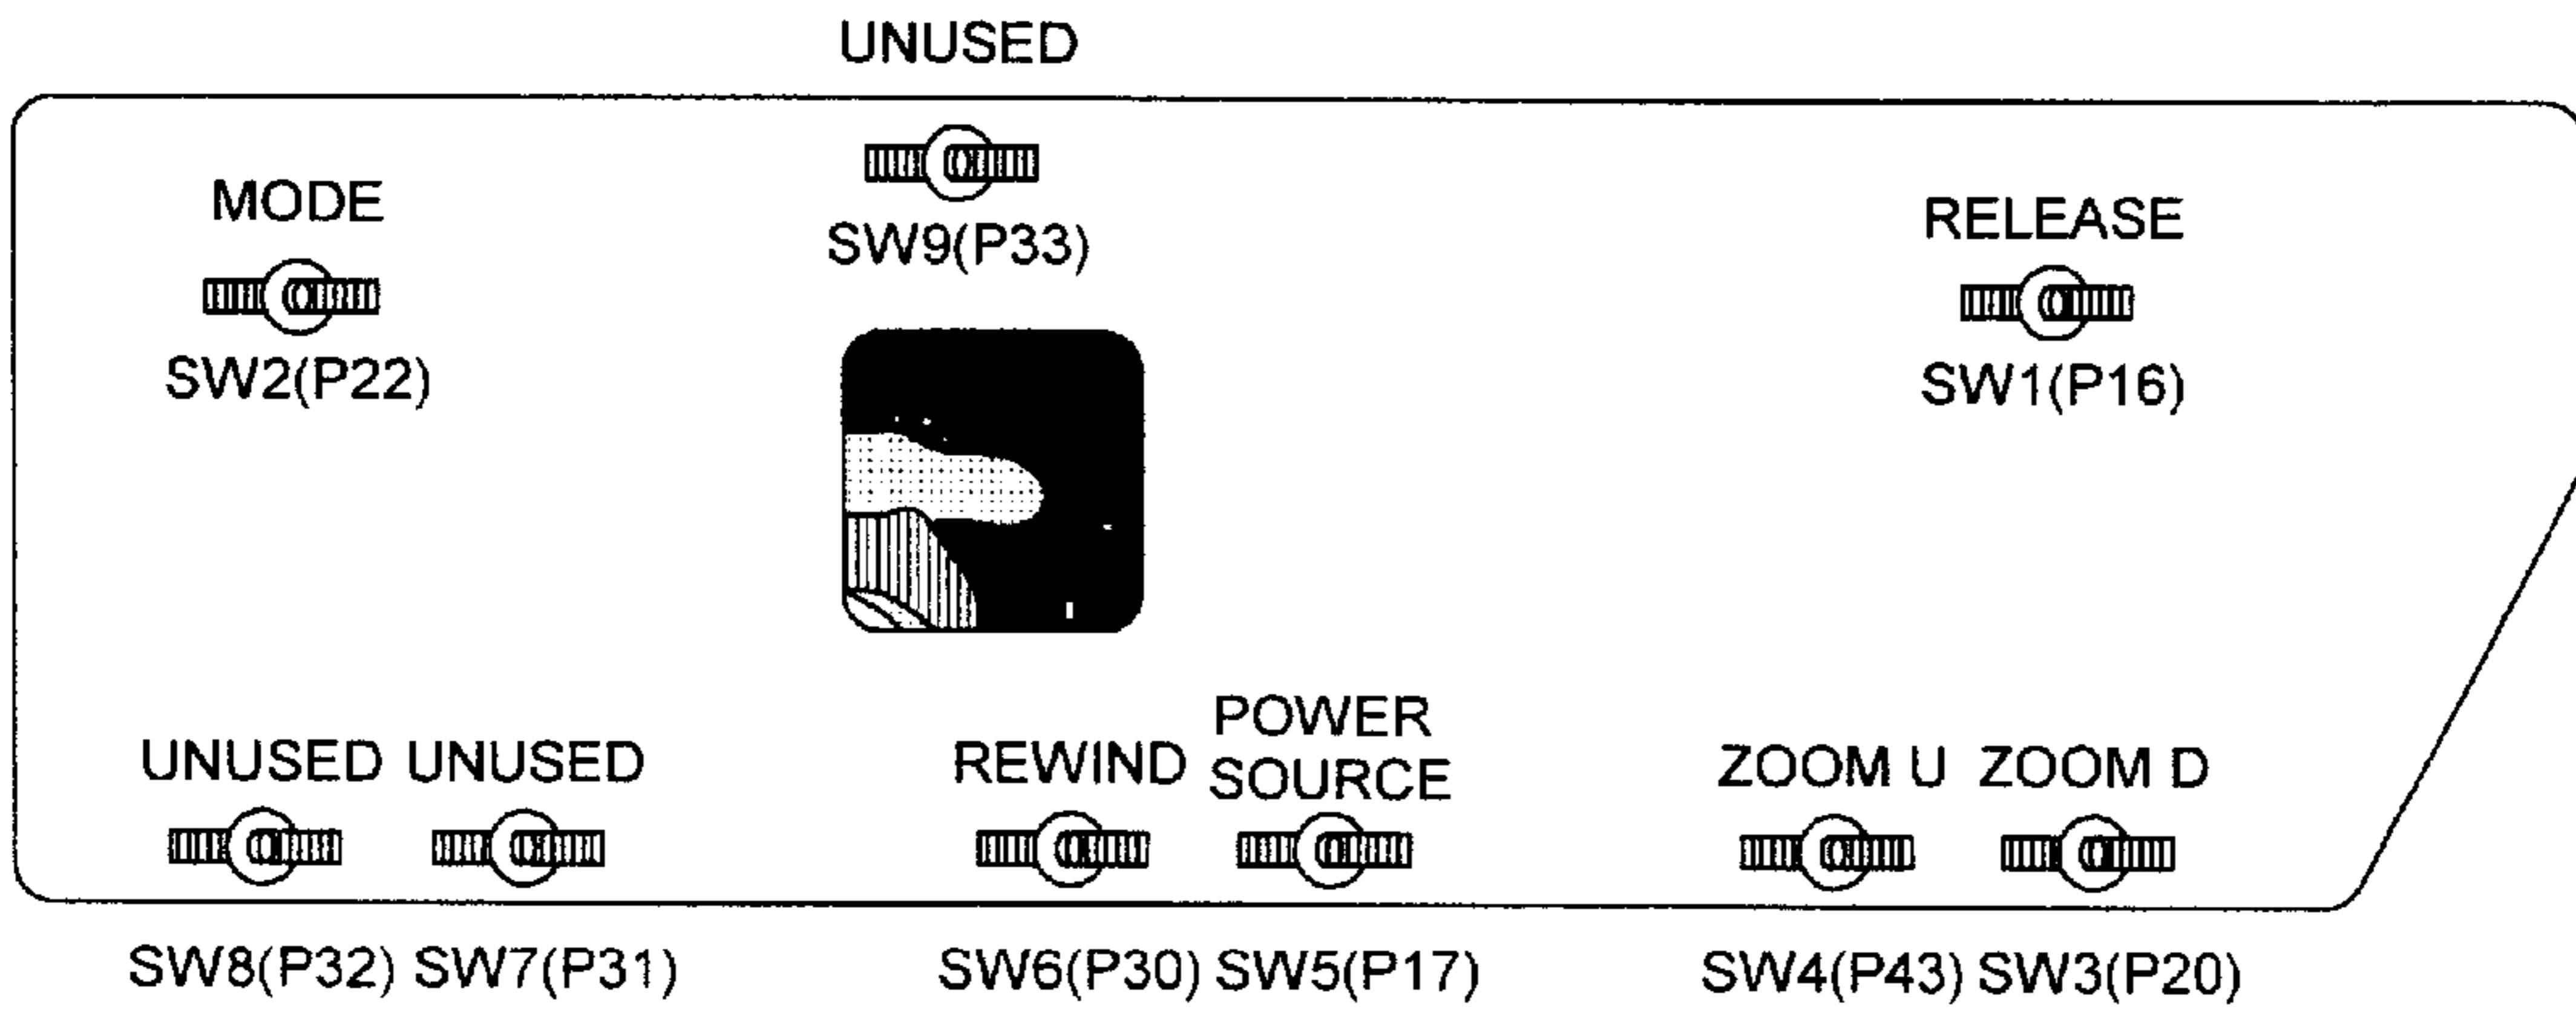 UNUSED
SW9(P33)
MODE
SW2(P22)
RELEASE
SW1(P16)
UNUSED UNUSED
REWIND
POWER
SOURCE
ZOOM U ZOOM D
SW8(P32) SW7(P31)
SW6(P30) SW5(P17)
SW4(P43) SW3(P20)